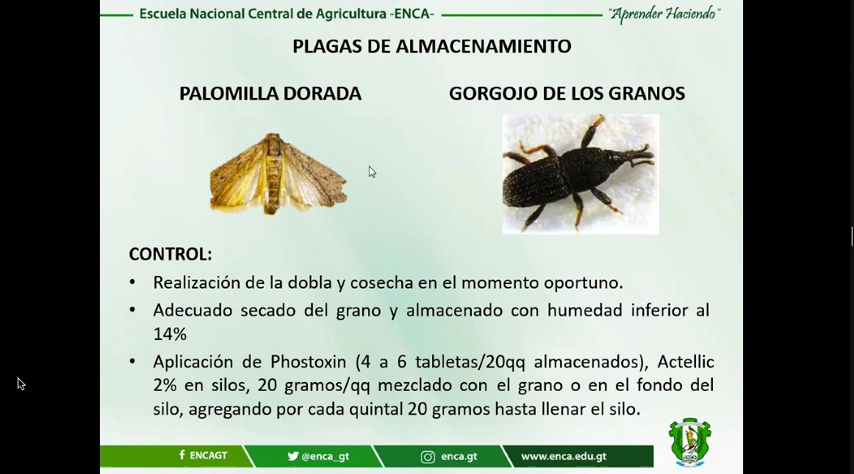 Escuela Nacional Central de Agricultura -ENCA-
"Aprender Haciendo"
PLAGAS DE ALMACENAMIENTO
PALOMILLA DORADA
GORGOJO DE LOS GRANOS
CONTROL:
• Realización de la dobla y cosecha en el momento oportuno.
• Adecuado secado del grano y almacenado con humedad inferior al
14%
• Aplicación de Phostoxin (4 a 6 tabletas/20qq almacenados), Actellic
2% en silos, 20 gramos/qq mezclado con el grano o en el fondo del
silo, agregando por cada quintal 20 gramos hasta llenar el silo.
ENCAGT
@enca_gt
enca.gt
www.enca.edu.gt